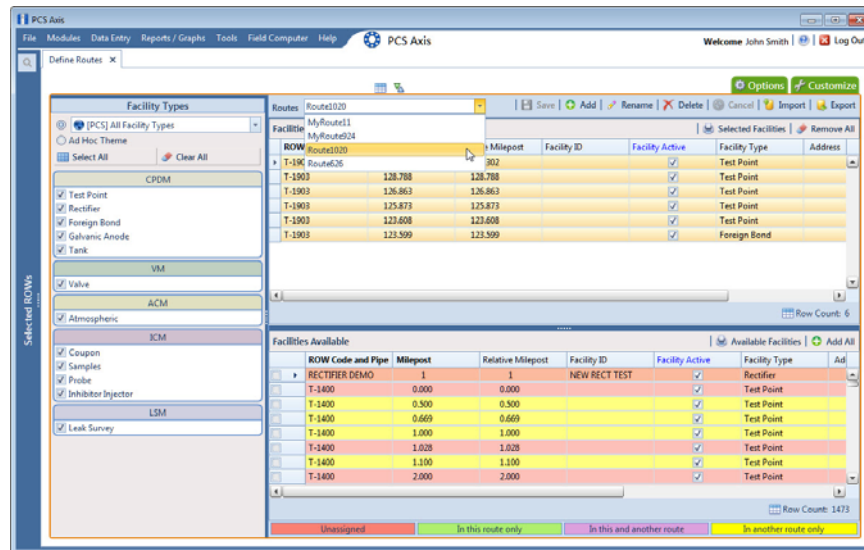 PCS Axis
File Modules Data Entry Reports / Graphs Tools Field Computer Help PCS Axis Welcome John Smith Log Out
Define Routes X
Options Customize
Facility Types
[PCS] All Facility Types
Ad Hoc Theme
Select All Clear All
CPDM
Test Point
Rectifier
Foreign Bond
Galvanic Anode
Tank
VM
Valve
ACM
Atmospheric
ICM
Coupon
Samples
Probe
Inhibitor Injector
LSM
Leak Survey
Selected ROWs
Routes Route1020 Save Add Rename Delete Cancel Import Export
MyRoute11
MyRoute924
Route1020
Route626
Facilitie Selected Facilities Remove All
ROW e Milepost Facility ID Facility Active Facility Type Address
T-190 302 Test Point
T-1903 128.788 128.788 Test Point
T-1903 126.863 126.863 Test Point
T-1903 125.873 125.873 Test Point
T-1903 123.608 123.608 Test Point
T-1903 123.599 123.599 Foreign Bond
Row Count: 6
Facilities Available Available Facilities Add All
ROW Code and Pipe Milepost Relative Milepost Facility ID Facility Active Facility Type Ad
RECTIFIER DEMO 1 1 NEW RECT TEST Rectifier
T-1400 0.000 0.000 Test Point
T-1400 0.500 0.500 Test Point
T-1400 0.669 0.669 Test Point
T-1400 1.000 1.000 Test Point
T-1400 1.028 1.028 Test Point
T-1400 1.100 1.100 Test Point
T-1400 2.000 2.000 Test Point
Row Count: 1473
Unassigned In this route only In this and another route In another route only